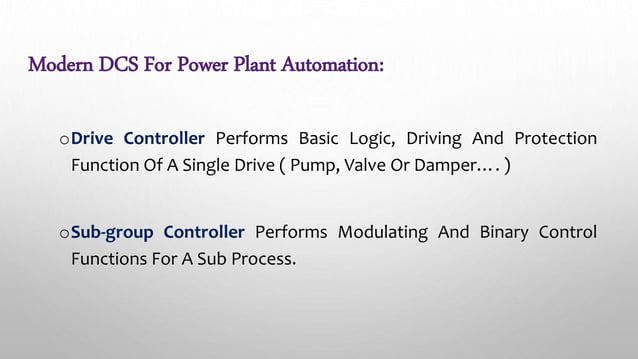 Modern DCS For Power Plant Automation:
oDrive Controller Performs Basic Logic, Driving And Protection
Function Of A Single Drive ( Pump, Valve Or Damper…. )
oSub-group Controller Performs Modulating And Binary Control
Functions For A Sub Process.